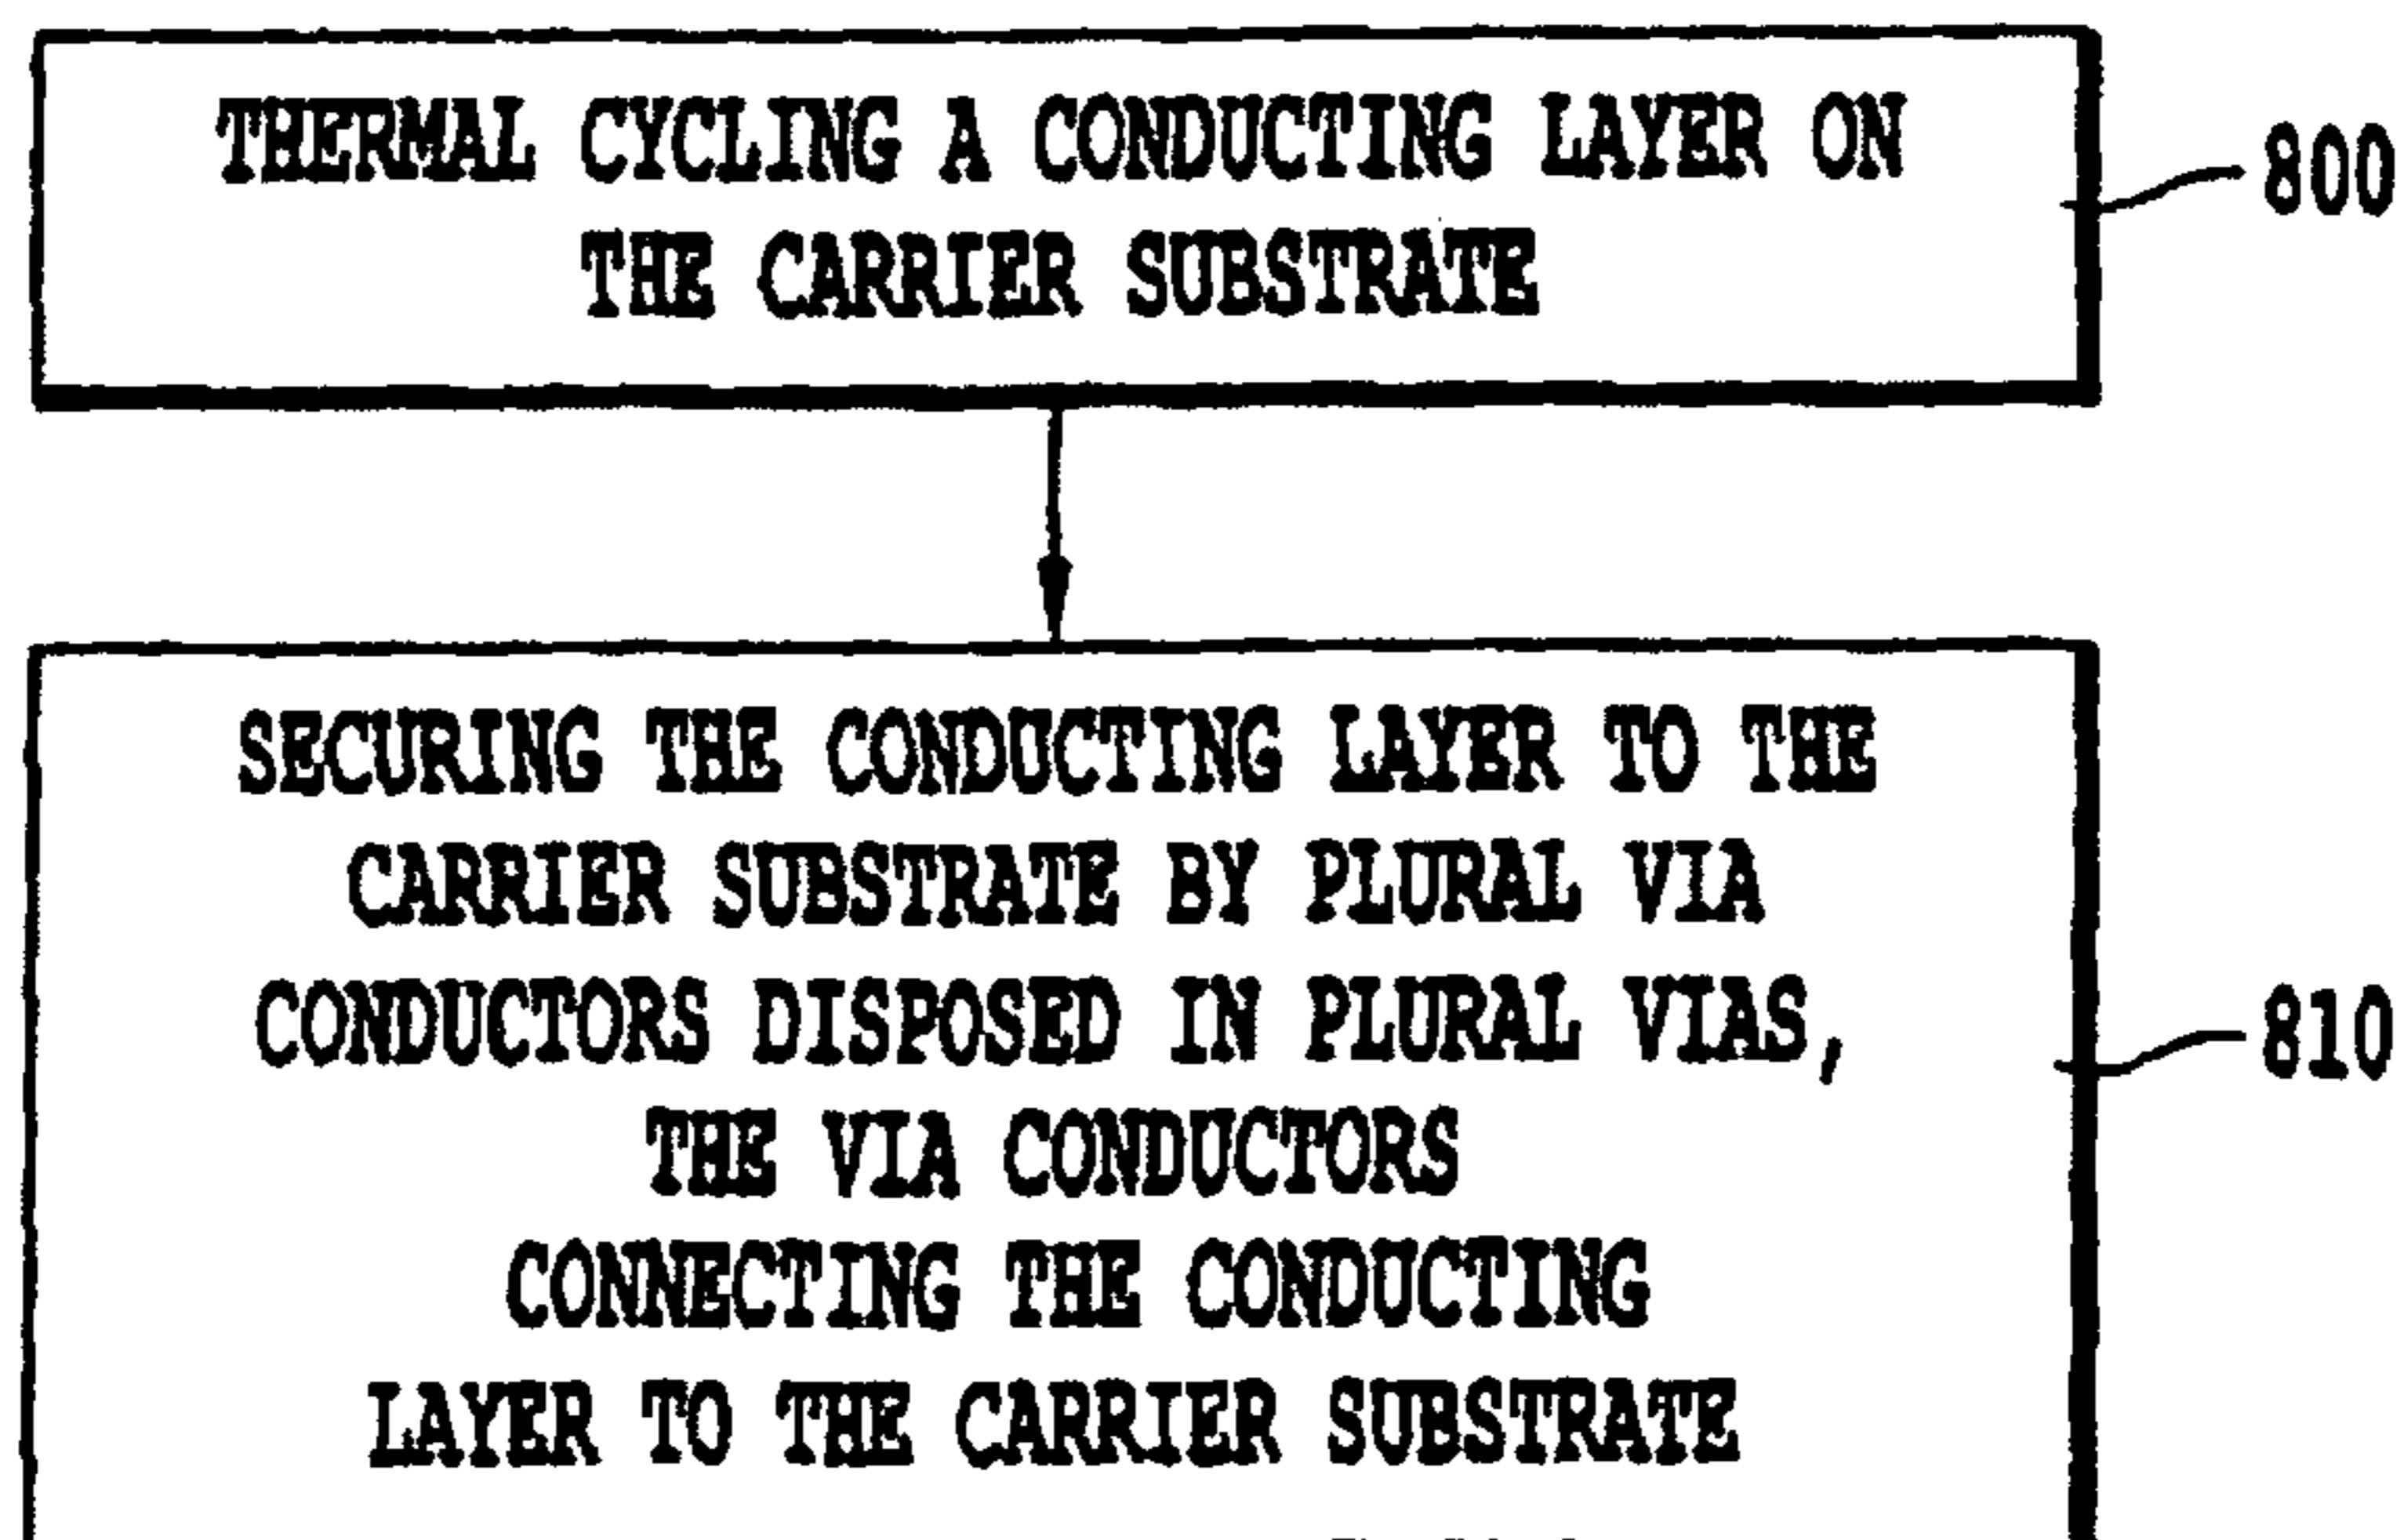 THERMAL CYCLING A CONDUCTING LAYER ON
THE CARRIER SUBSTRATE
800
SECURING THE CONDUCTING LAYER TO THE
CARRIER SUBSTRATE BY PLURAL VIA
CONDUCTORS DISPOSED IN PLURAL VIAS,
810
THE VIA CONDUCTORS
CONNECTING THE CONDUCTING
LAYER TO THE CARRIER SUBSTRATE